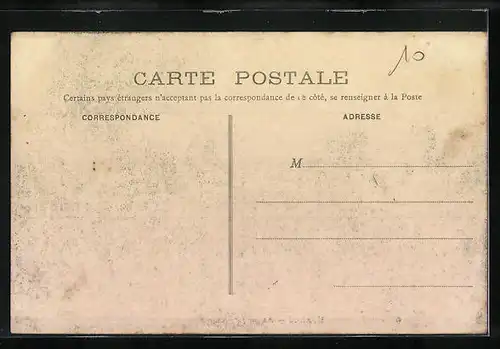 10
CARTE POSTALE
Certains pays étrangers n'acceptant pas la correspondance de ce côté, se renseigner à la Poste
CORRESPONDANCE
ADRESSE
M